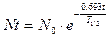 Nt = N₀ · e^(-0.693t / T₁/₂)